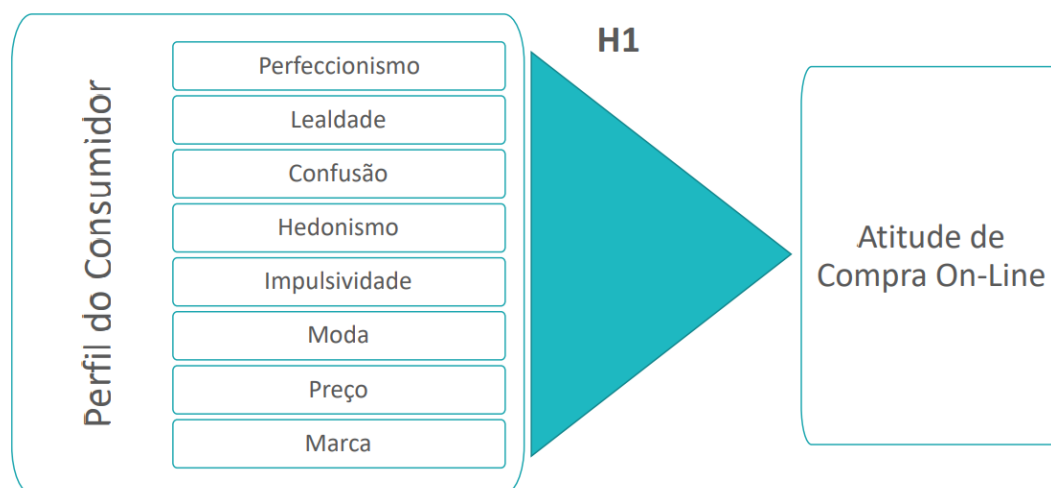 H1
Perfil do Consumidor
Perfeccionismo
Lealdade
Confusão
Hedonismo
Impulsividade
Moda
Preço
Marca
Atitude de
Compra On-Line